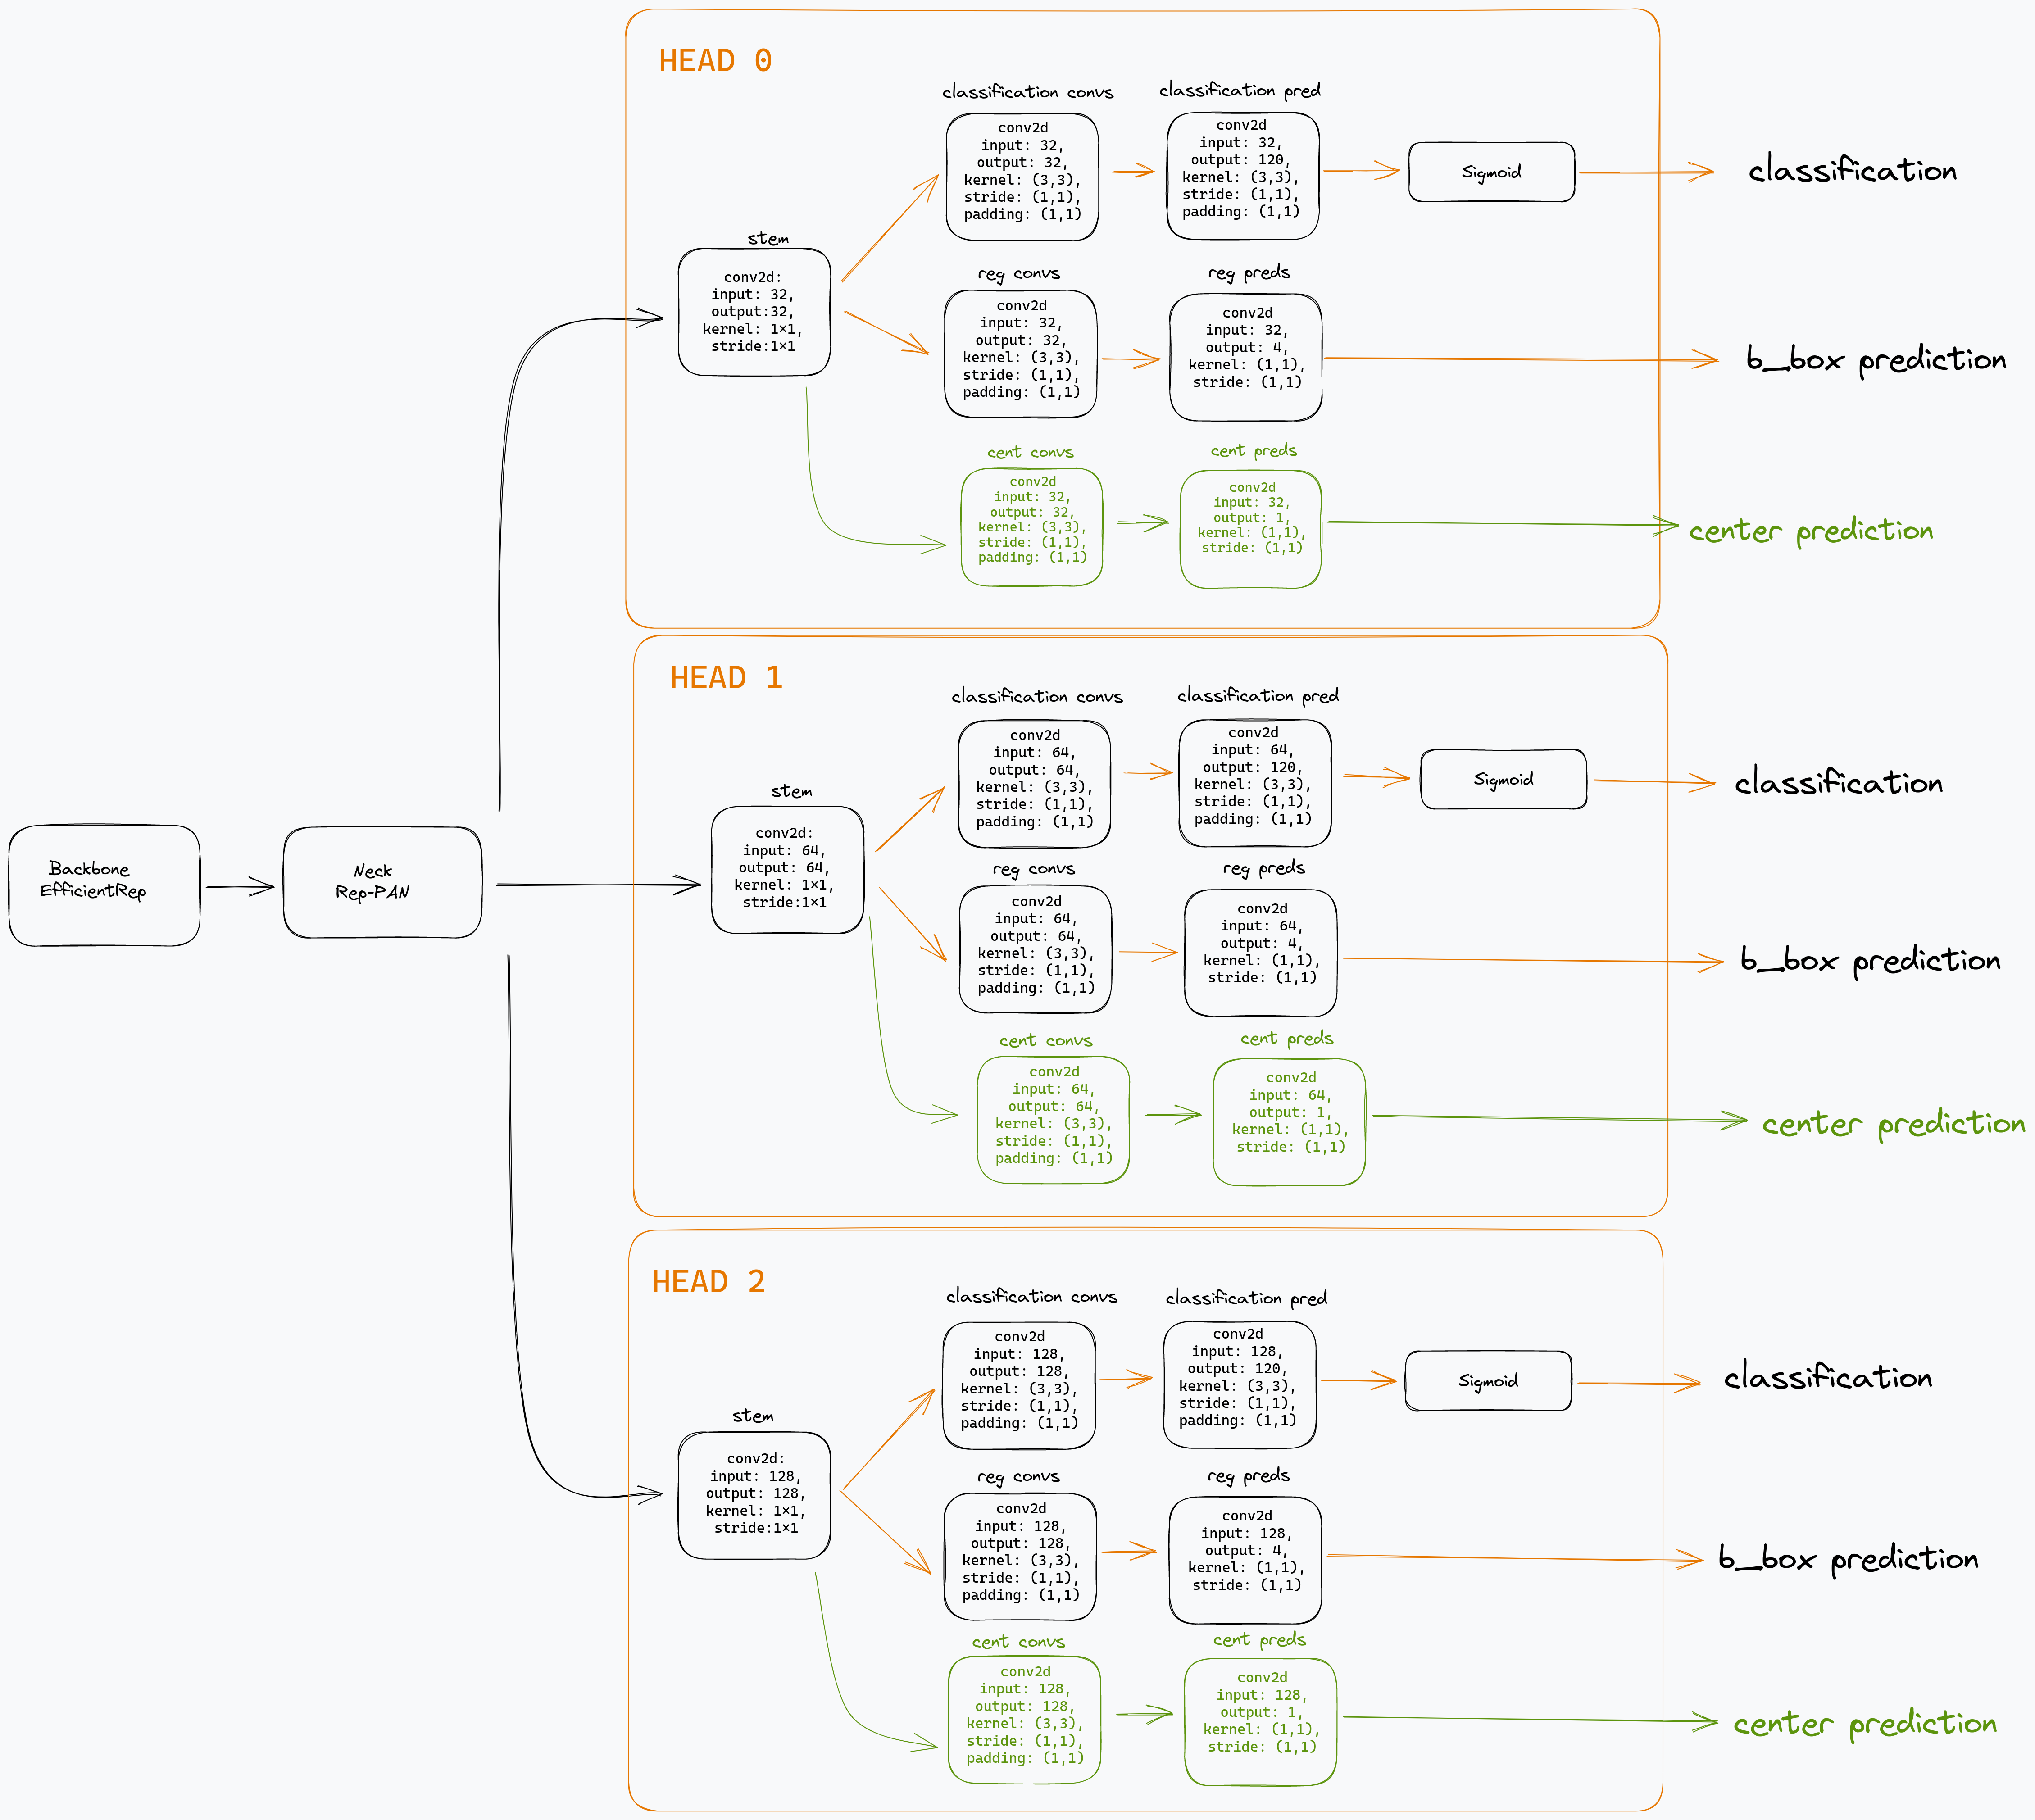 Backbone
EfficientRep
Neck
Rep-PAN
HEAD 0
stem
conv2d:
input: 32,
output:32,
kernel: 1×1,
stride:1×1
classification convs
conv2d
input: 32,
output: 32,
kernel: (3,3),
stride: (1,1),
padding: (1,1)
classification pred
conv2d
input: 32,
output: 120,
kernel: (3,3),
stride: (1,1),
padding: (1,1)
Sigmoid
classification
reg convs
conv2d
input: 32,
output: 32,
kernel: (3,3),
stride: (1,1),
padding: (1,1)
reg preds
conv2d
input: 32,
output: 4,
kernel: (1,1),
stride: (1,1)
b_box prediction
cent convs
conv2d
input: 32,
output: 32,
kernel: (3,3),
stride: (1,1),
padding: (1,1)
cent preds
conv2d
input: 32,
output: 1,
kernel: (1,1),
stride: (1,1)
center prediction
HEAD 1
stem
conv2d:
input: 64,
output: 64,
kernel: 1×1,
stride:1×1
classification convs
conv2d
input: 64,
output: 64,
kernel: (3,3),
stride: (1,1),
padding: (1,1)
classification pred
conv2d
input: 64,
output: 120,
kernel: (3,3),
stride: (1,1),
padding: (1,1)
Sigmoid
classification
reg convs
conv2d
input: 64,
output: 64,
kernel: (3,3),
stride: (1,1),
padding: (1,1)
reg preds
conv2d
input: 64,
output: 4,
kernel: (1,1),
stride: (1,1)
b_box prediction
cent convs
conv2d
input: 64,
output: 64,
kernel: (3,3),
stride: (1,1),
padding: (1,1)
cent preds
conv2d
input: 64,
output: 1,
kernel: (1,1),
stride: (1,1)
center prediction
HEAD 2
stem
conv2d:
input: 128,
output: 128,
kernel: 1×1,
stride:1×1
classification convs
conv2d
input: 128,
output: 128,
kernel: (3,3),
stride: (1,1),
padding: (1,1)
classification pred
conv2d
input: 128,
output: 120,
kernel: (3,3),
stride: (1,1),
padding: (1,1)
Sigmoid
classification
reg convs
conv2d
input: 128,
output: 128,
kernel: (3,3),
stride: (1,1),
padding: (1,1)
reg preds
conv2d
input: 128,
output: 4,
kernel: (1,1),
stride: (1,1)
b_box prediction
cent convs
conv2d
input: 128,
output: 128,
kernel: (3,3),
stride: (1,1),
padding: (1,1)
cent preds
conv2d
input: 128,
output: 1,
kernel: (1,1),
stride: (1,1)
center prediction